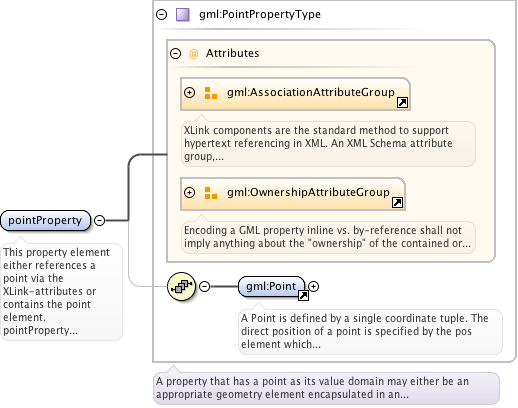 gml:PointPropertyType
@ Attributes
gml:AssociationAttributeGroup
XLink components are the standard method to support
hypertext referencing in XML. An XML Schema attribute
group,...
gml:OwnershipAttributeGroup
Encoding a GML property inline vs. by-reference shall not
imply anything about the "ownership" of the contained or...
pointProperty
This property element
either references a
point via the
XLink-attributes or
contains the point
element.
pointProperty...
gml:Point
A Point is defined by a single coordinate tuple. The
direct position of a point is specified by the pos
element which...
A property that has a point as its value domain may either be an
appropriate geometry element encapsulated in an...